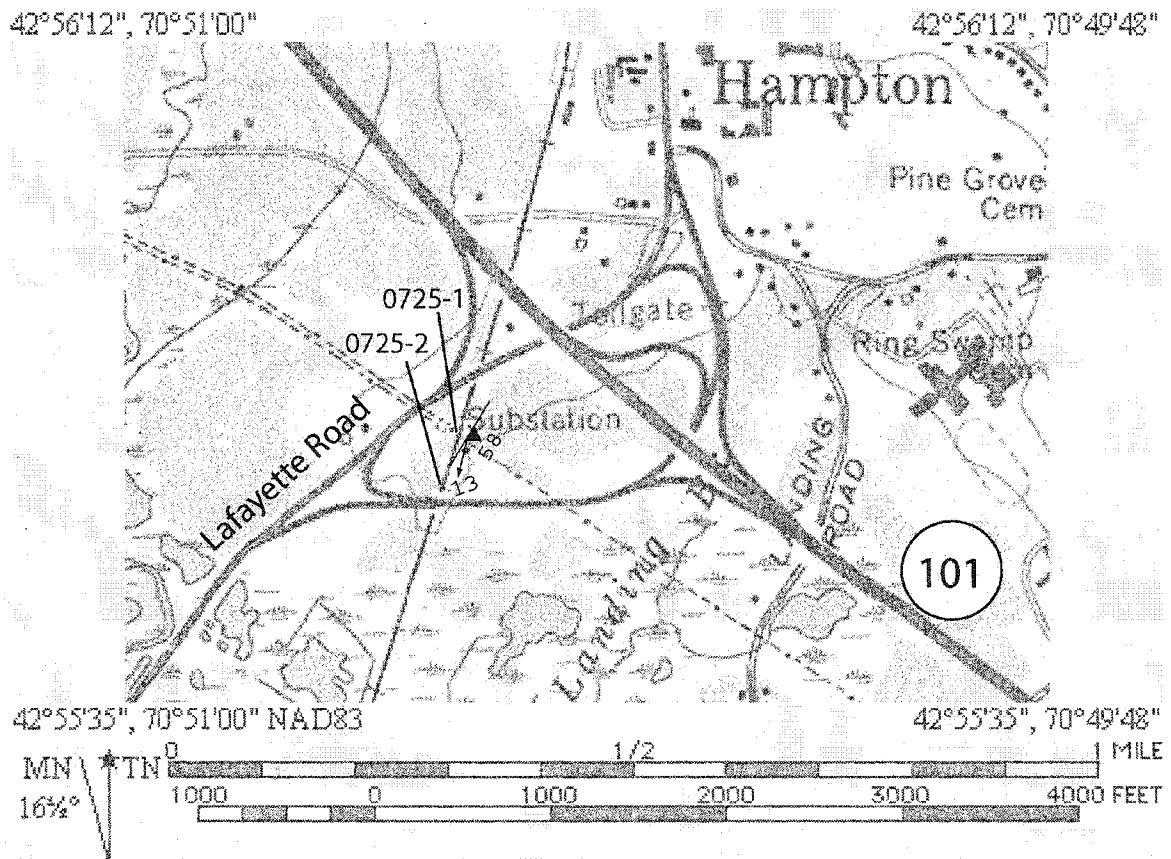 42°56'12", 70°51'00"
42°56'12", 70°49'48"
Hampton
Pine Grove
Cem
0725-1
Tollgate
0725-2
Ring Swamp
Substation
58
13
Lafayette Road
LANDING
ROAD
Landing
101
42°55'35", 70°51'00" NAD83
42°55'35", 70°49'48"
MN
TN
16½°
0
1/2
1 MILE
1000
0
1000
2000
3000
4000 FEET